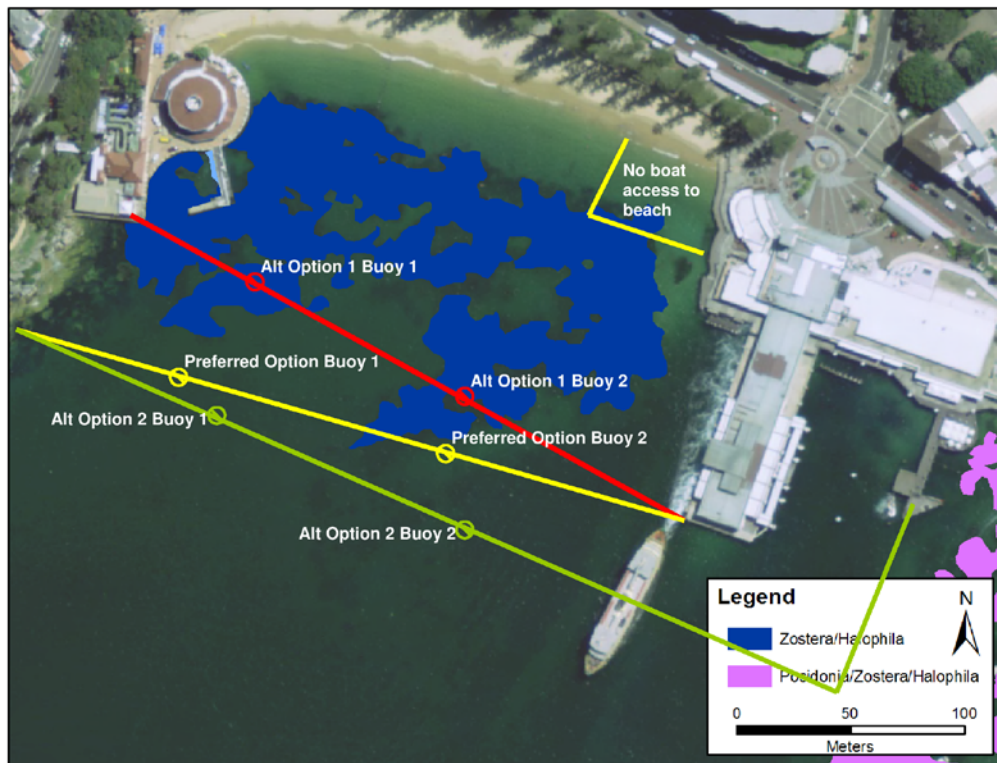 No boat
access to
beach
Alt Option 1 Buoy 1
Preferred Option Buoy 1
Alt Option 1 Buoy 2
Alt Option 2 Buoy 1
Preferred Option Buoy 2
Alt Option 2 Buoy 2
Legend
N
Zostera/Halophila
Posidonia/Zostera/Halophila
0 50 100
Meters